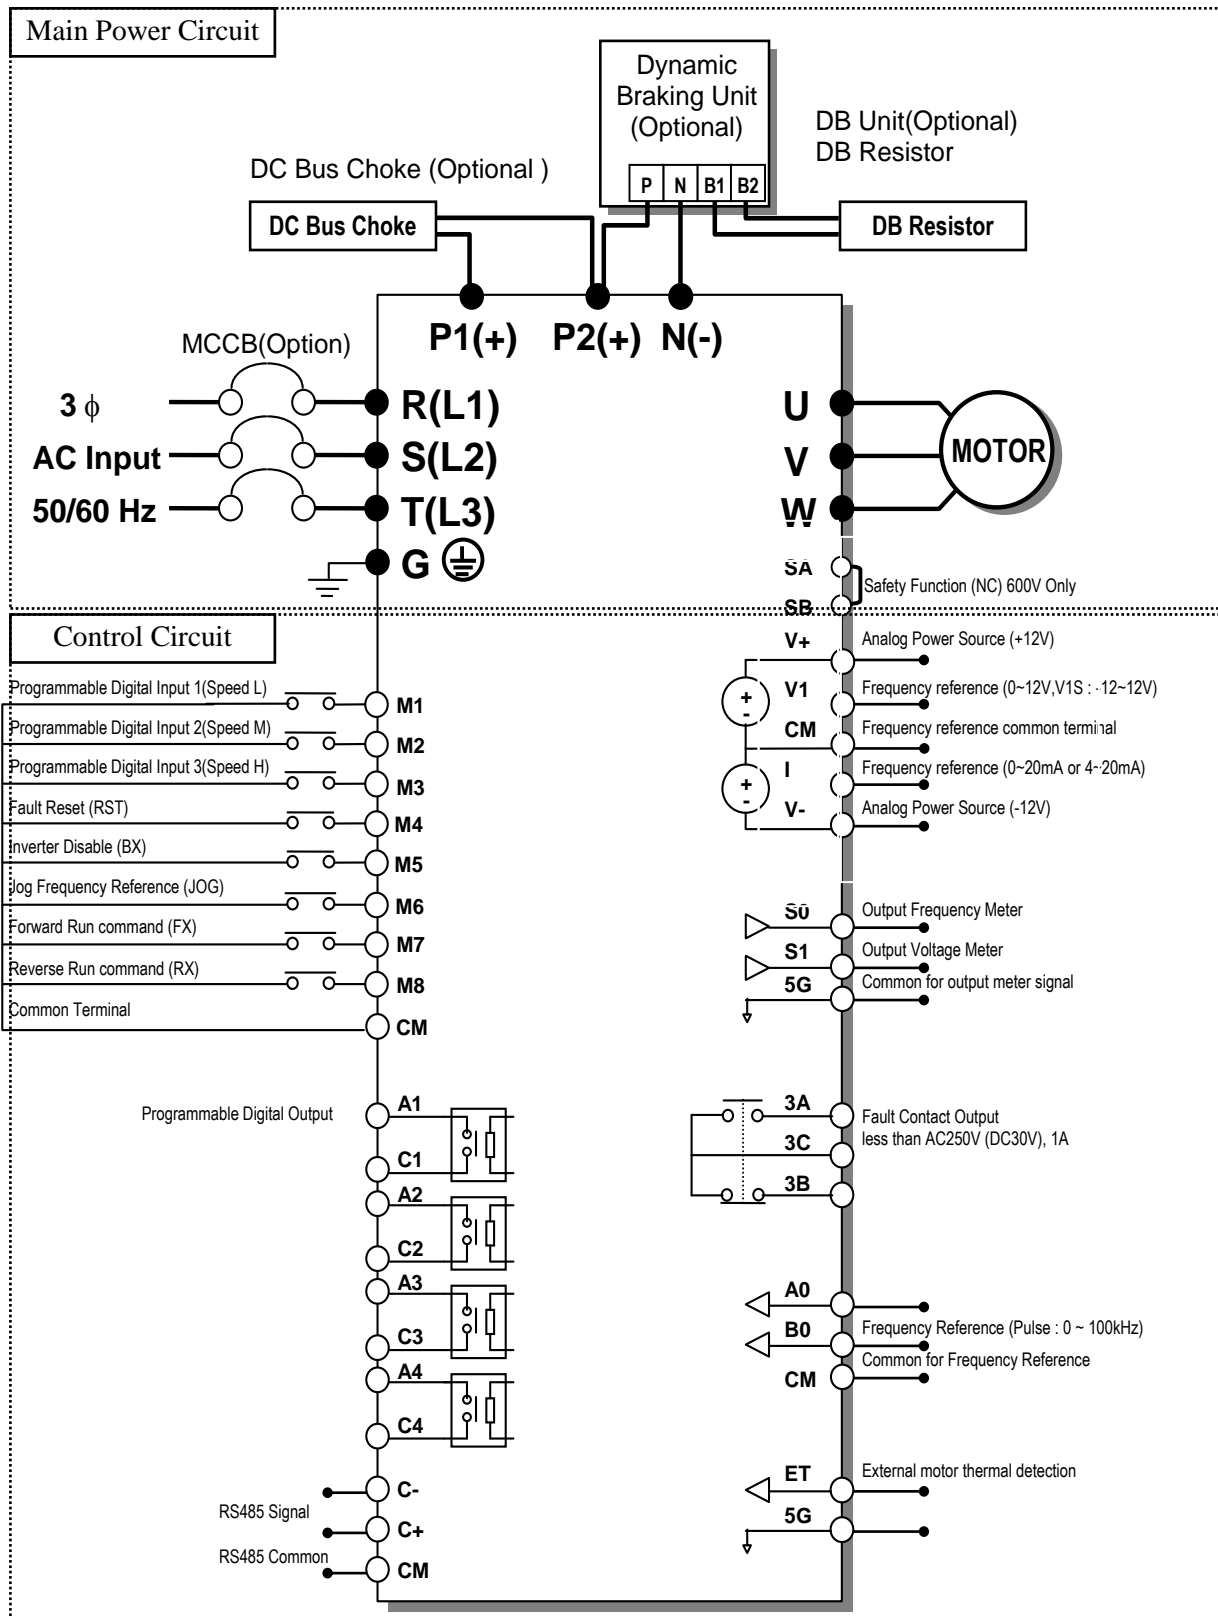 Main Power Circuit
Dynamic
Braking Unit
(Optional)
P N B1 B2
DB Unit(Optional)
DB Resistor
DC Bus Choke (Optional )
DC Bus Choke
DB Resistor
P1(+) P2(+) N(-)
MCCB(Option)
3 ϕ
R(L1)
U
AC Input
S(L2)
V
MOTOR
50/60 Hz
T(L3)
W
G
SA
Safety Function (NC) 600V Only
SB
Control Circuit
V+
Analog Power Source (+12V)
Programmable Digital Input 1(Speed L)
M1
+
-
V1
Frequency reference (0~12V,V1S : -12~12V)
Programmable Digital Input 2(Speed M)
M2
CM
Frequency reference common terminal
Programmable Digital Input 3(Speed H)
M3
+
-
I
Frequency reference (0~20mA or 4~20mA)
Fault Reset (RST)
M4
V-
Analog Power Source (-12V)
Inverter Disable (BX)
M5
Jog Frequency Reference (JOG)
M6
S0
Output Frequency Meter
Forward Run command (FX)
M7
S1
Output Voltage Meter
Reverse Run command (RX)
M8
5G
Common for output meter signal
Common Terminal
CM
Programmable Digital Output
A1
C1
A2
C2
A3
C3
A4
C4
3A
Fault Contact Output
less than AC250V (DC30V), 1A
3C
3B
A0
B0
Frequency Reference (Pulse : 0 ~ 100kHz)
Common for Frequency Reference
CM
ET
External motor thermal detection
5G
C-
RS485 Signal
C+
RS485 Common
CM